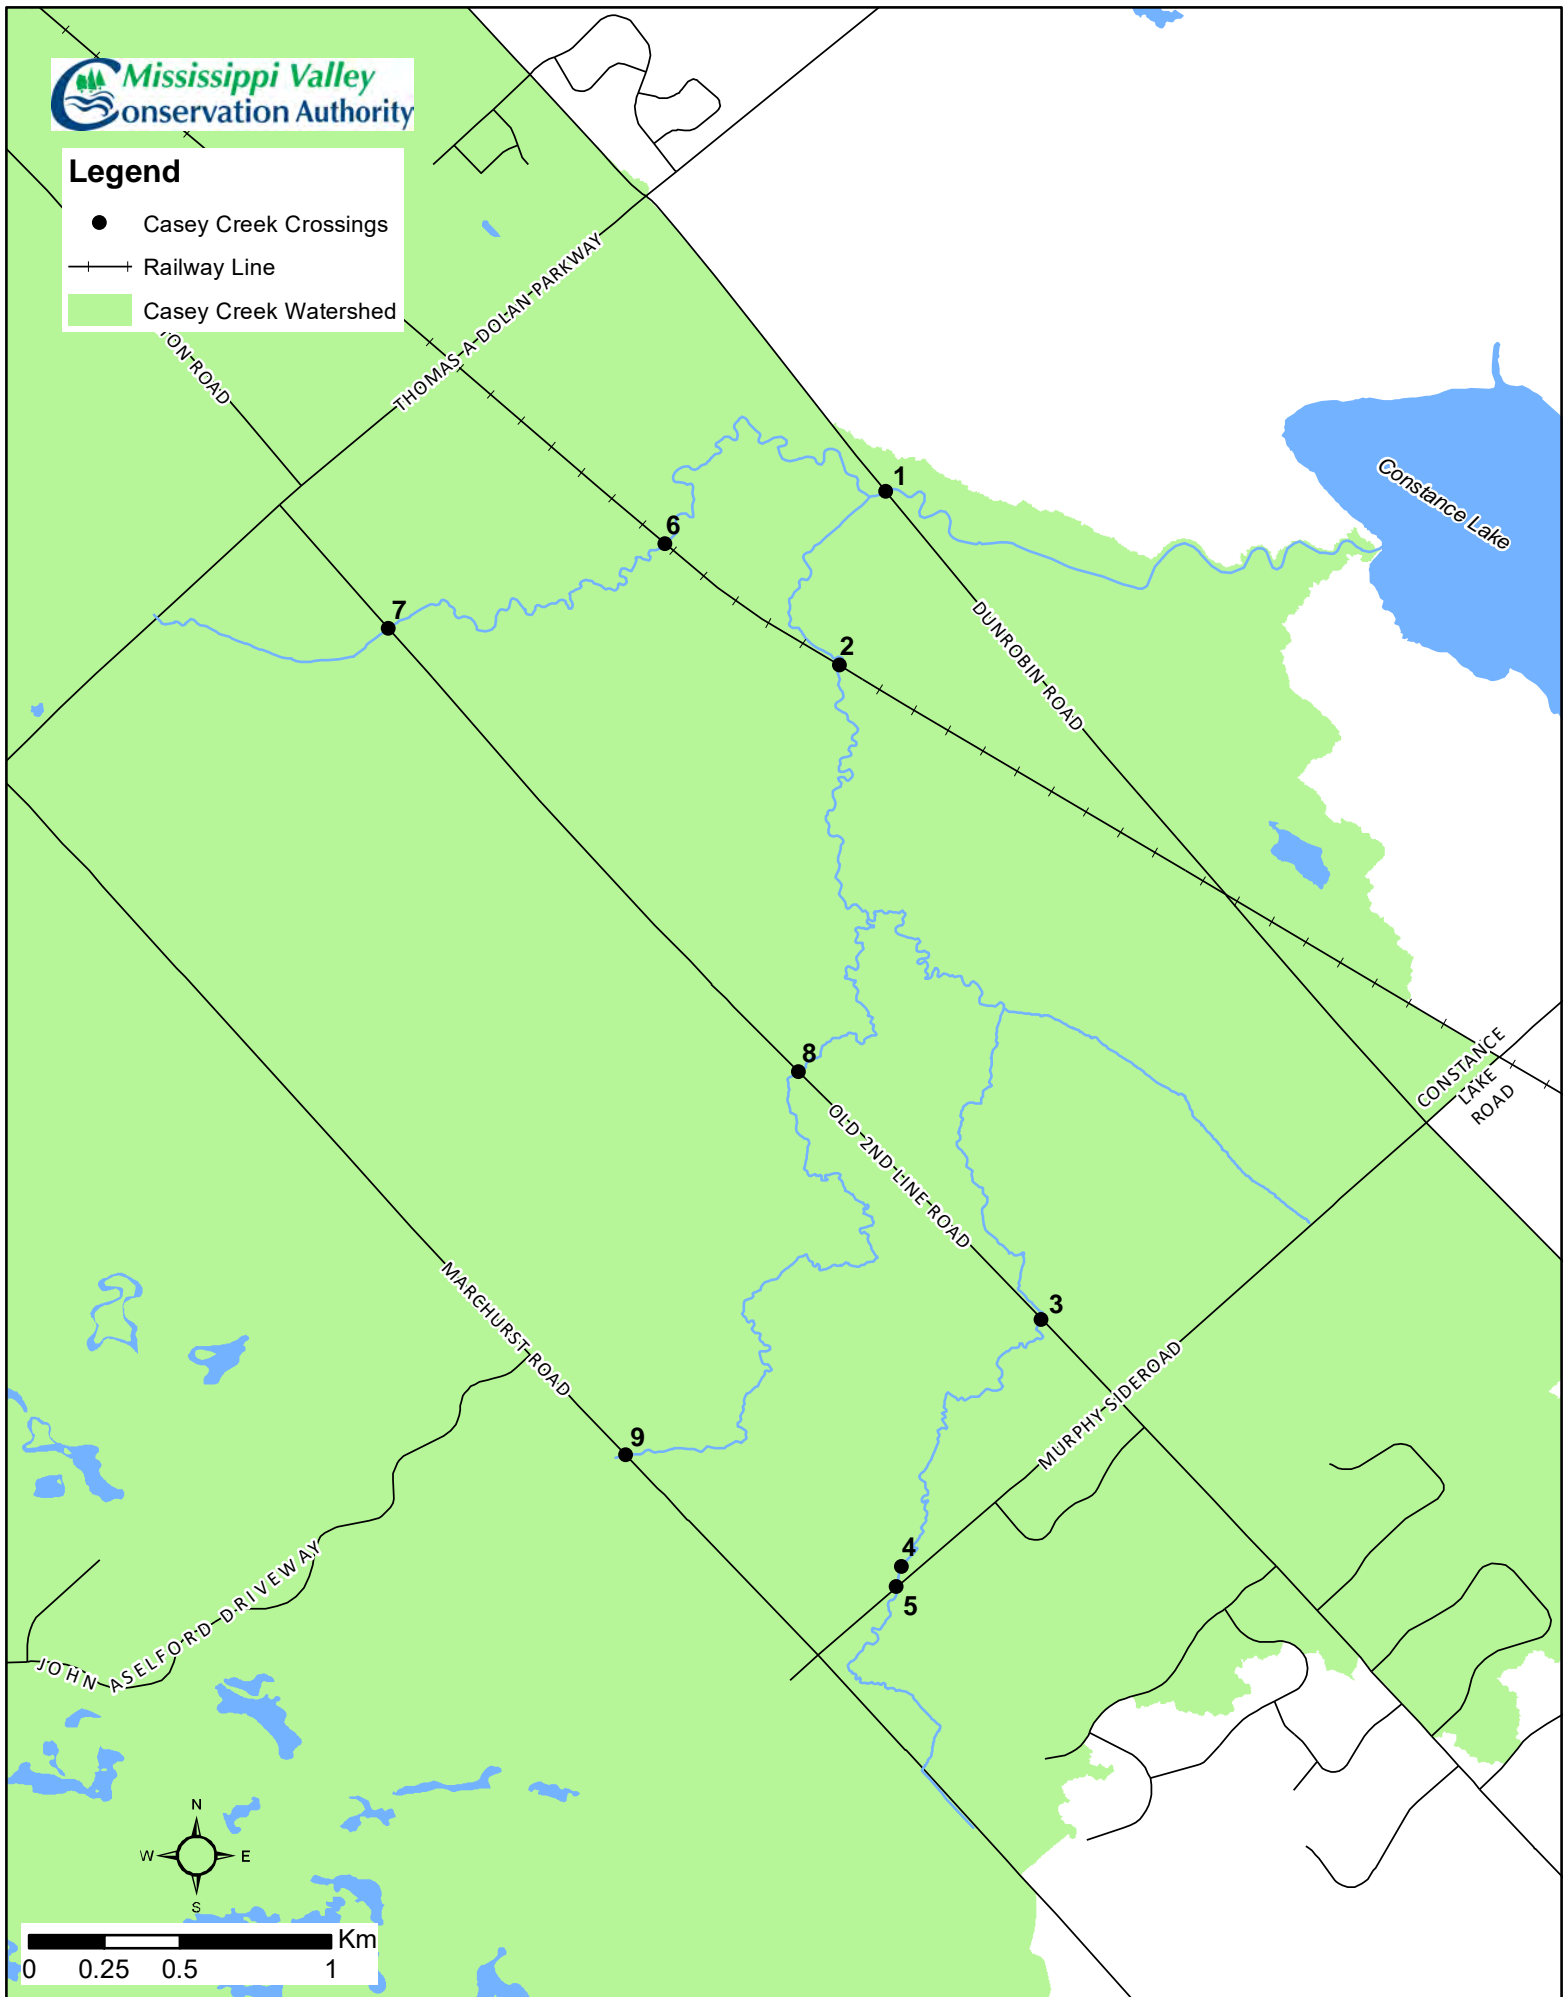 Mississippi Valley
Conservation Authority
Legend
Casey Creek Crossings
Railway Line
Casey Creek Watershed
ON ROAD
THOMAS A DOLAN PARKWAY
1
Constance Lake
6
7
DUNROBIN ROAD
2
CONSTANCE
LAKE
ROAD
8
OLD 2ND LINE ROAD
MARCHURST ROAD
3
MURPHY SIDEROAD
9
4
5
JOHN ASELFORD DRIVEWAY
N
W E
S
Km
0 0.25 0.5 1